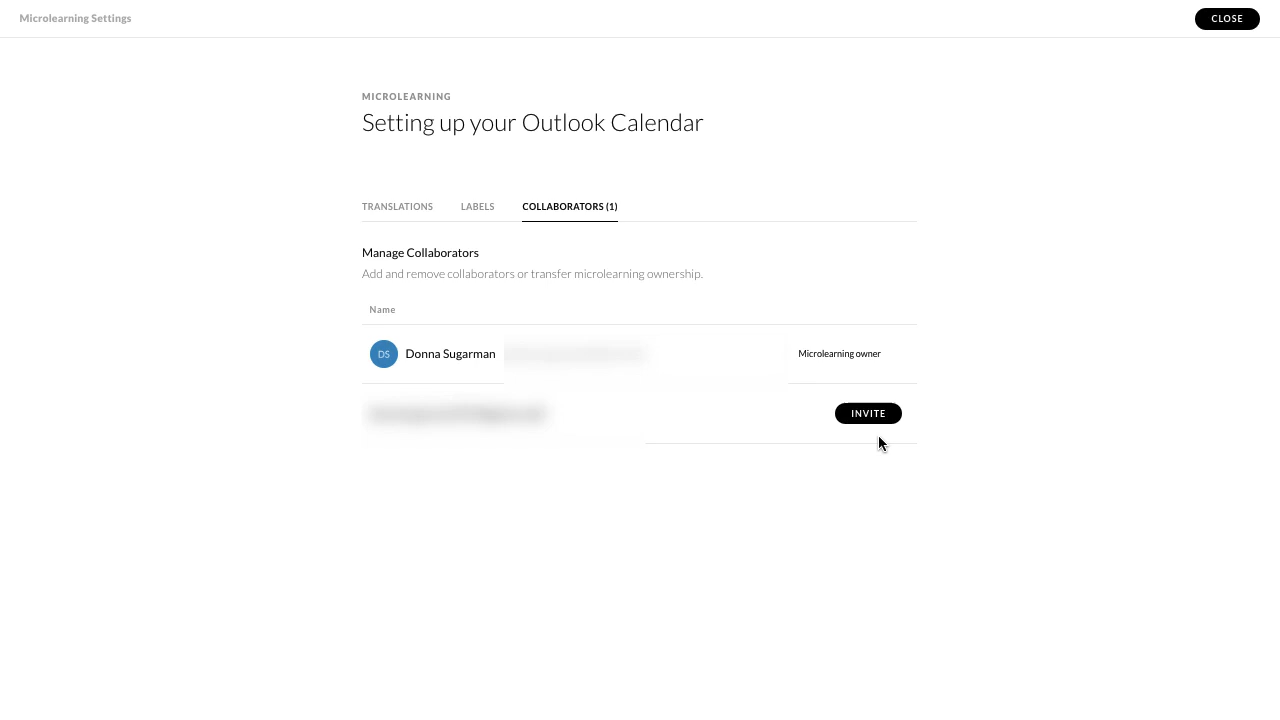 Microlearning Settings
CLOSE
MICROLEARNING
Setting up your Outlook Calendar
TRANSLATIONS LABELS COLLABORATORS (1)
Manage Collaborators
Add and remove collaborators or transfer microlearning ownership.
Name
DS Donna Sugarman Microlearning owner
INVITE